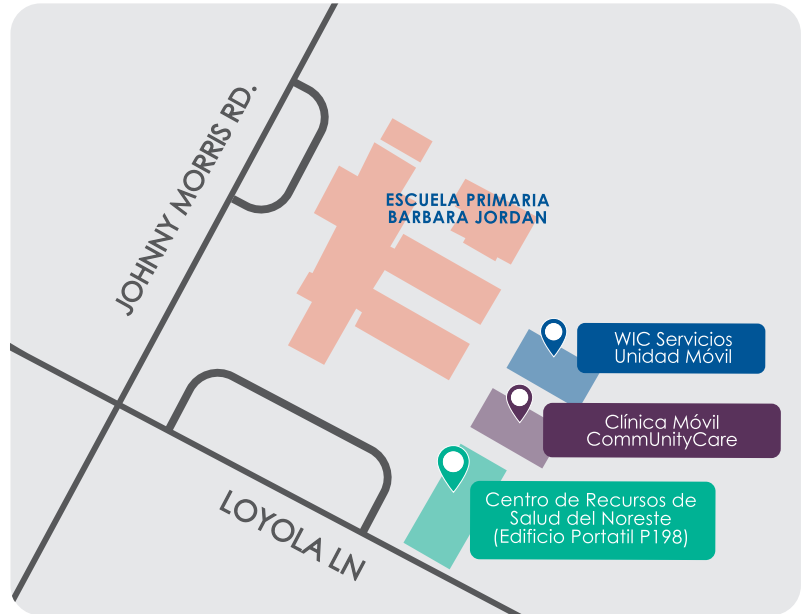 JOHNNY MORRIS RD.
ESCUELA PRIMARIA
BARBARA JORDAN
WIC Servicios
Unidad Móvil
Clínica Móvil
CommUnityCare
Centro de Recursos de
Salud del Noreste
(Edificio Portatil P198)
LOYOLA LN